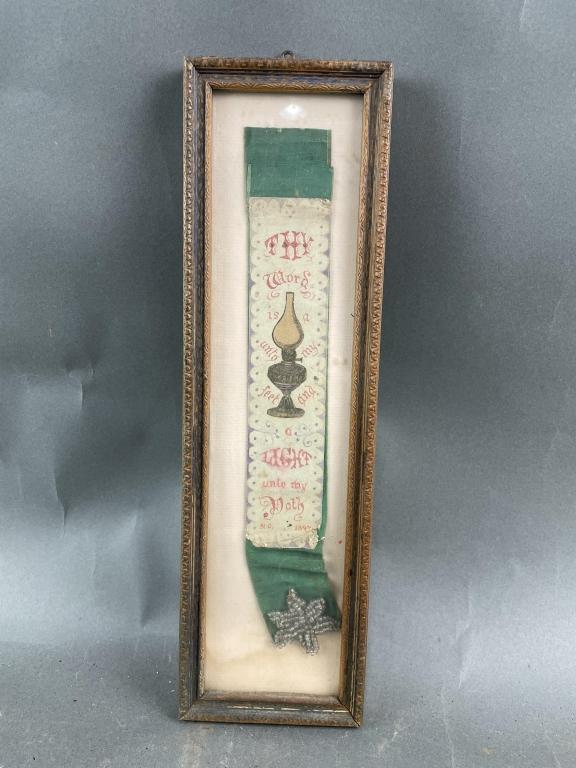 THY
Word
is a
unto my
feet and
a
LIGHT
unto my
Path